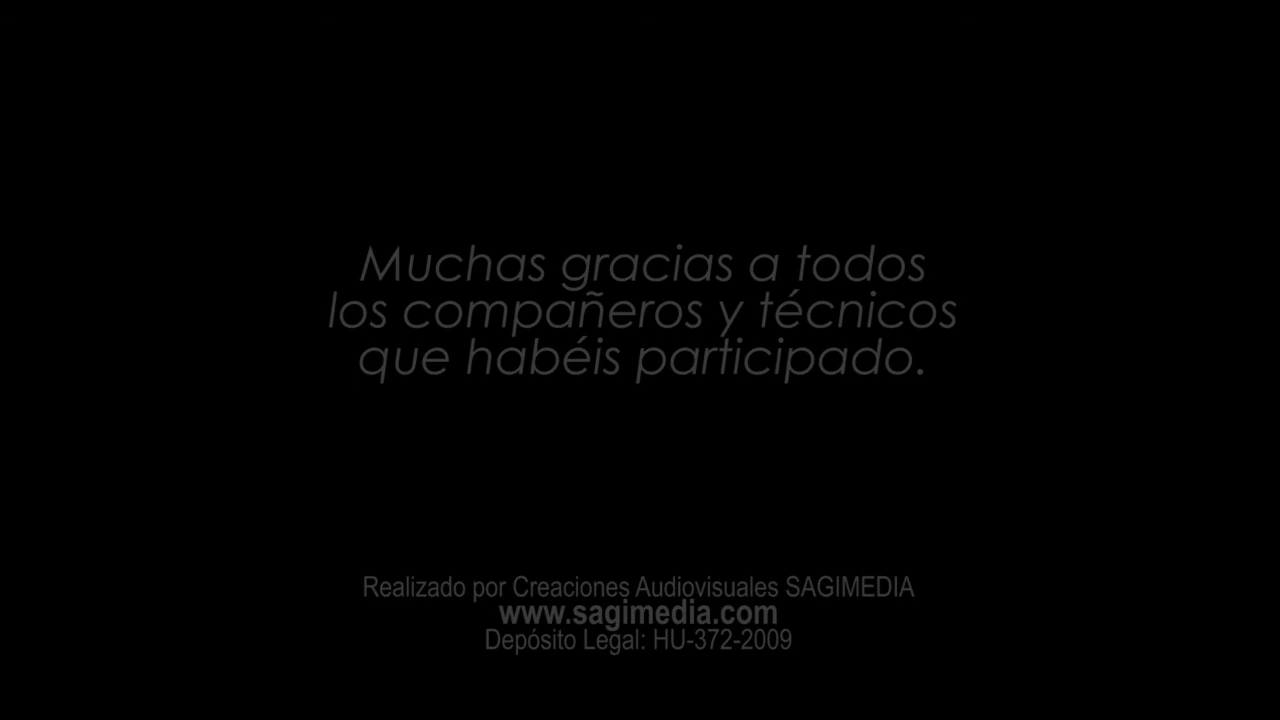 Muchas gracias a todos
los compañeros y técnicos
que habéis participado.
Realizado por Creaciones Audiovisuales SAGIMEDIA
www.sagimedia.com
Depósito Legal: HU-372-2009